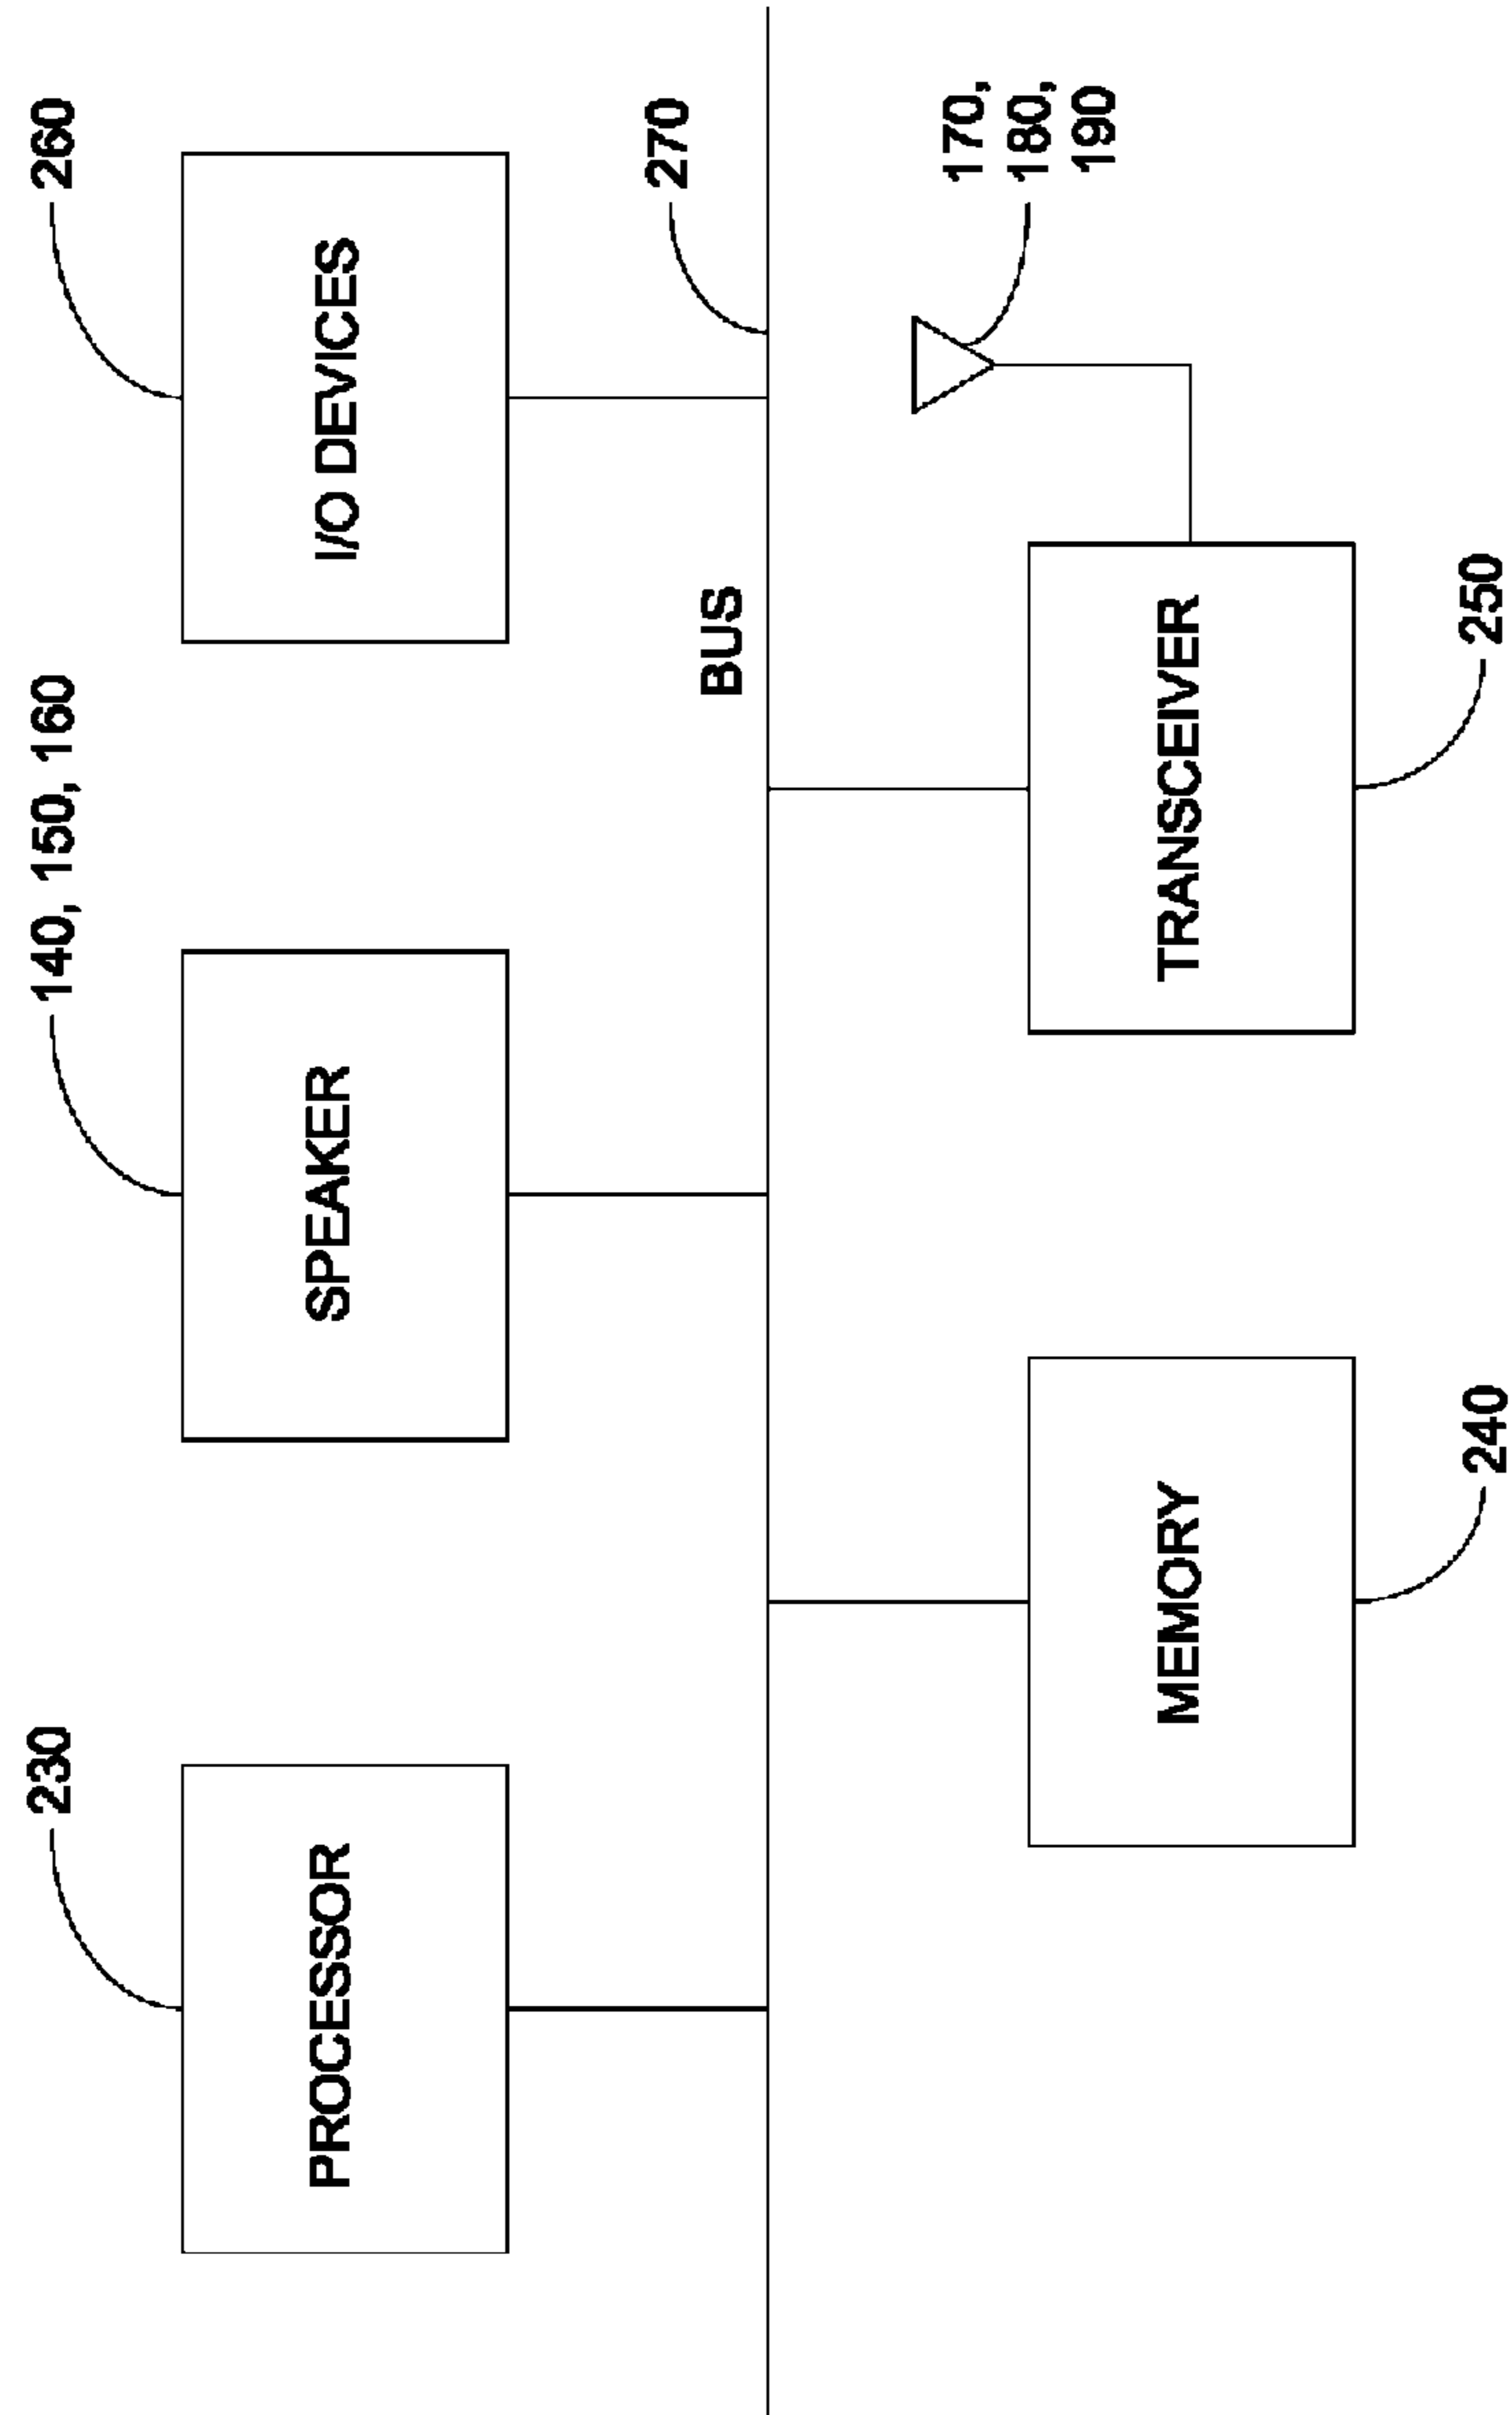 230
140, 150, 160
260
PROCESSOR
SPEAKER
I/O DEVICES
270
BUS
170,
180,
190
MEMORY
TRANSCEIVER
240
250